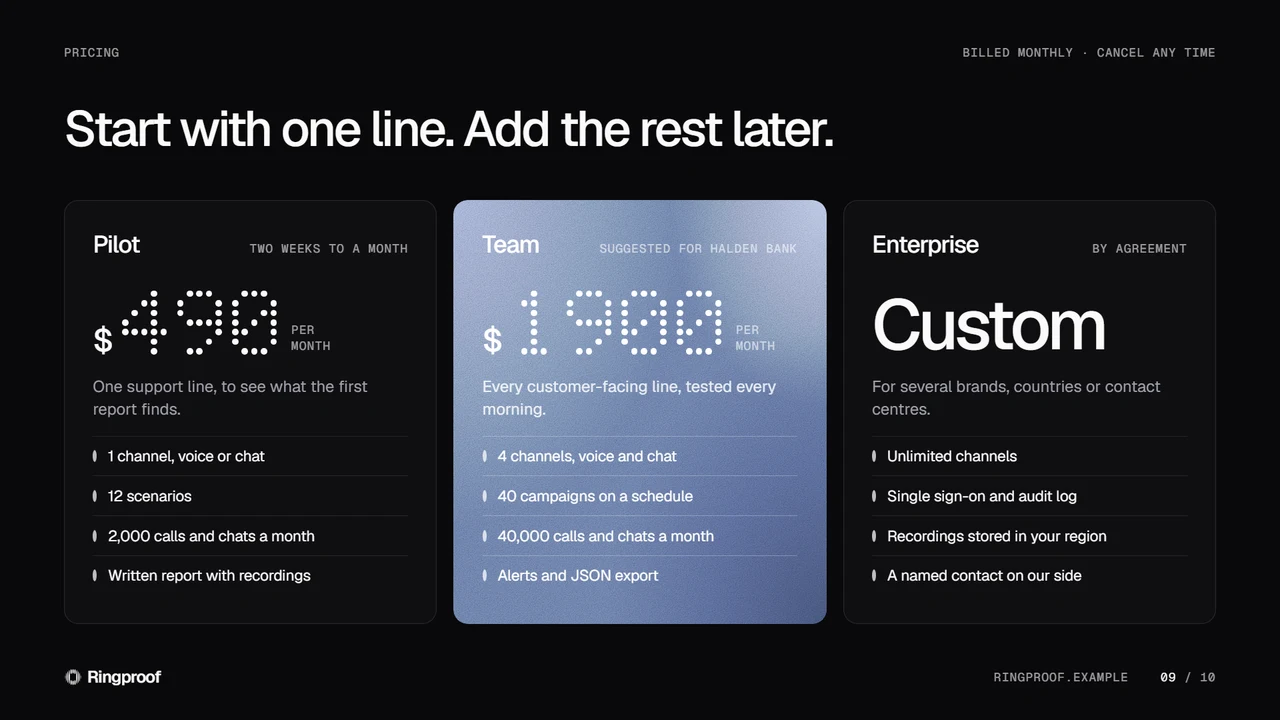 PRICING
BILLED MONTHLY · CANCEL ANY TIME
Start with one line. Add the rest later.
Pilot
TWO WEEKS TO A MONTH
$490 PER MONTH
One support line, to see what the first
report finds.
1 channel, voice or chat
12 scenarios
2,000 calls and chats a month
Written report with recordings
Team
SUGGESTED FOR HALDEN BANK
$1900 PER MONTH
Every customer-facing line, tested every
morning.
4 channels, voice and chat
40 campaigns on a schedule
40,000 calls and chats a month
Alerts and JSON export
Enterprise
BY AGREEMENT
Custom
For several brands, countries or contact
centres.
Unlimited channels
Single sign-on and audit log
Recordings stored in your region
A named contact on our side
Ringproof
RINGPROOF.EXAMPLE
09 / 10